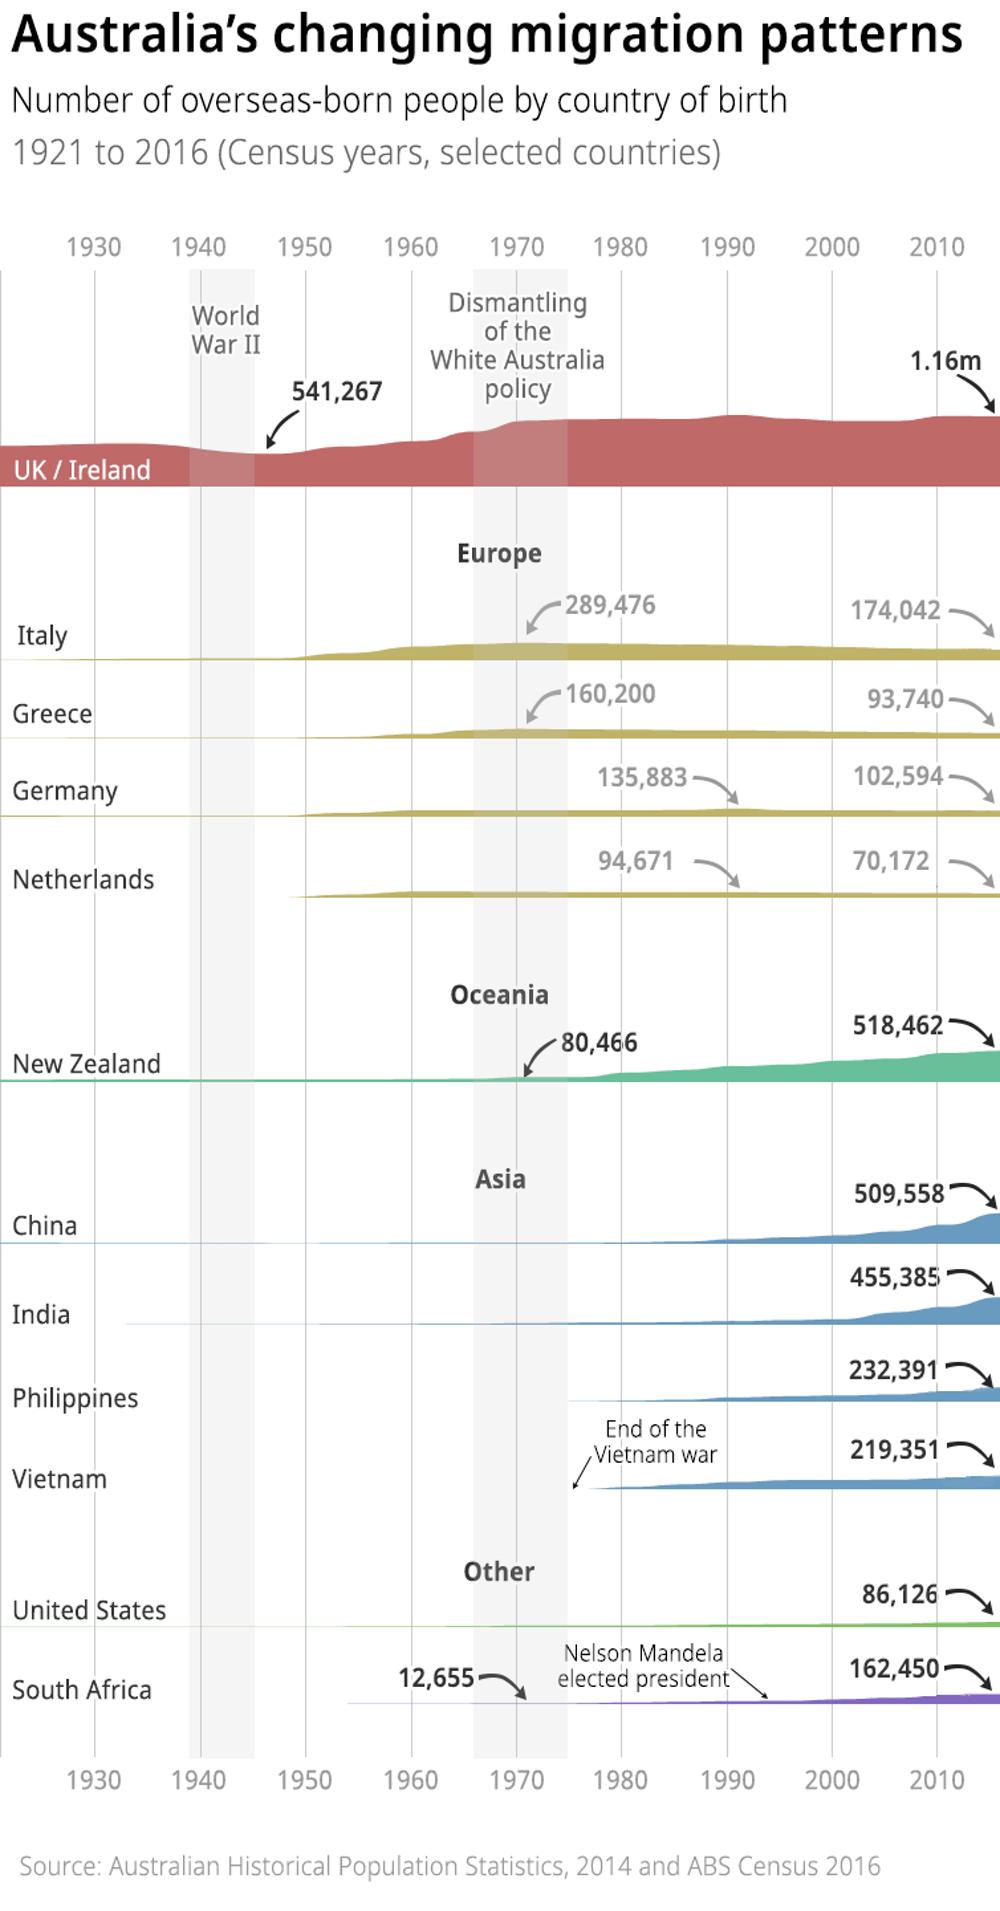 Australia’s changing migration patterns
Number of overseas-born people by country of birth
1921 to 2016 (Census years, selected countries)
1930 1940 1950 1960 1970 1980 1990 2000 2010
World
War II
Dismantling
of the
White Australia
policy
541,267
1.16m
UK / Ireland
Europe
Italy
289,476
174,042
Greece
160,200
93,740
Germany
135,883
102,594
Netherlands
94,671
70,172
Oceania
New Zealand
80,466
518,462
Asia
China
509,558
India
455,385
Philippines
232,391
End of the
Vietnam war
Vietnam
219,351
Other
United States
86,126
South Africa
12,655
Nelson Mandela
elected president
162,450
1930 1940 1950 1960 1970 1980 1990 2000 2010
Source: Australian Historical Population Statistics, 2014 and ABS Census 2016